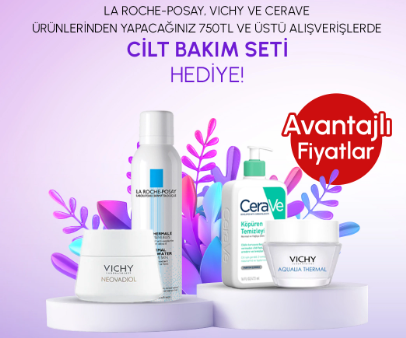 LA ROCHE-POSAY, VICHY VE CERAVE
ÜRÜNLERİNDEN YAPACAĞINIZ 750TL VE ÜSTÜ ALIŞVERİŞLERDE
CİLT BAKIM SETİ
HEDİYE!
Avantajlı
Fiyatlar
LA ROCHE-POSAY
CeraVe
Köpüren
Temizleyici
VICHY
NEOVADIOL
VICHY
AQUALIA THERMAL